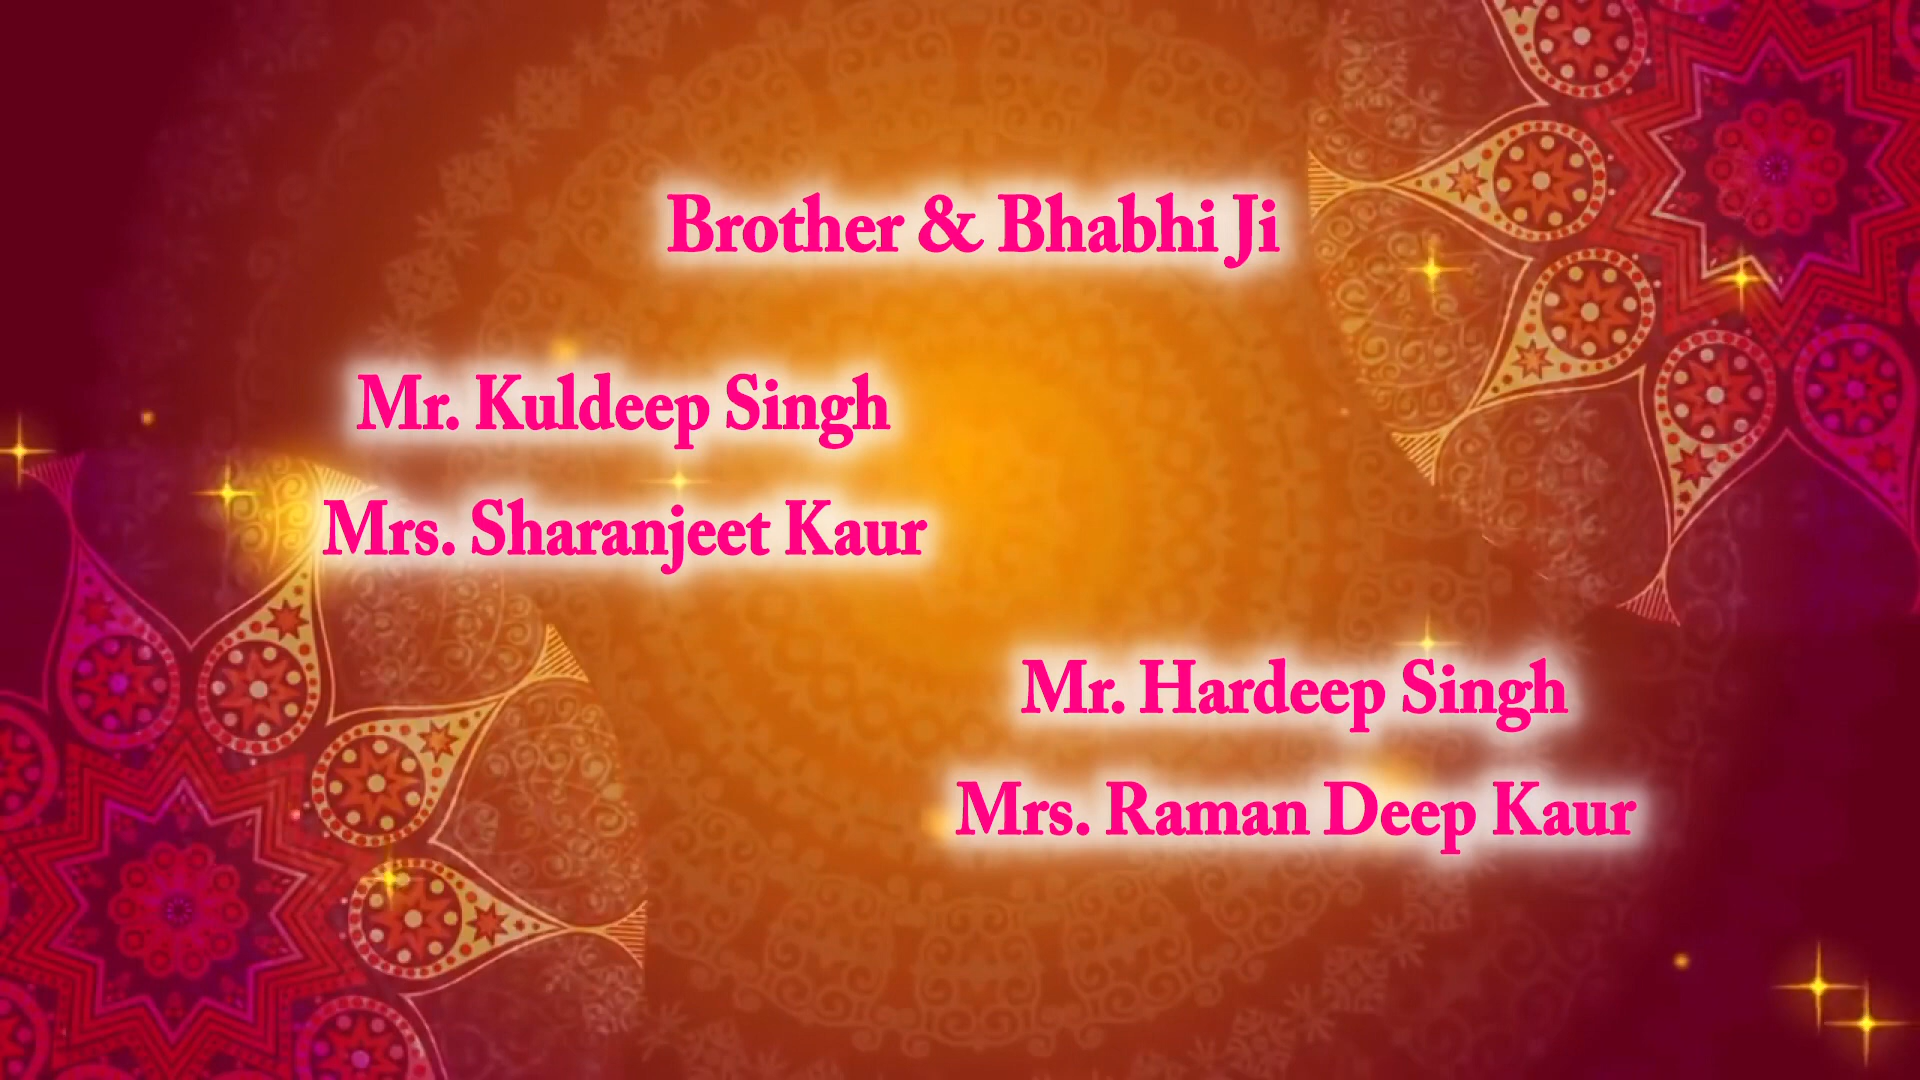 Brother & Bhabhi Ji
Mr. Kuldeep Singh
Mrs. Sharanjeet Kaur
Mr. Hardeep Singh
Mrs. Raman Deep Kaur